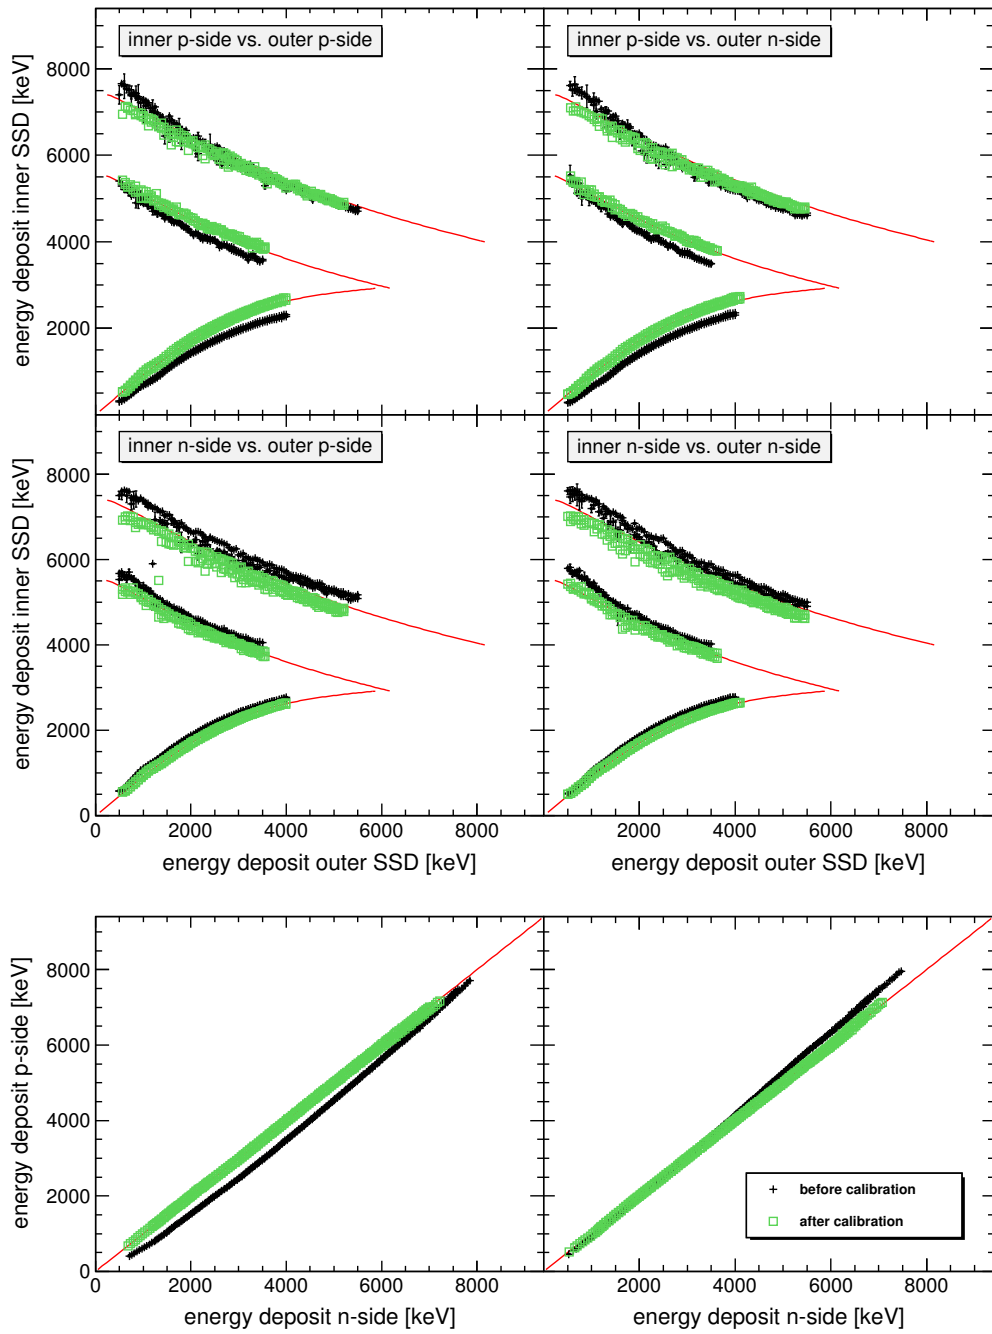 inner p-side vs. outer p-side
inner p-side vs. outer n-side
energy deposit inner SSD [keV]
8000
6000
4000
2000
inner n-side vs. outer p-side
inner n-side vs. outer n-side
energy deposit inner SSD [keV]
8000
6000
4000
2000
0
0
2000
4000
6000
8000
2000
4000
6000
8000
energy deposit outer SSD [keV]
energy deposit outer SSD [keV]
energy deposit p-side [keV]
8000
6000
4000
2000
0
before calibration
after calibration
0
2000
4000
6000
8000
2000
4000
6000
8000
energy deposit n-side [keV]
energy deposit n-side [keV]